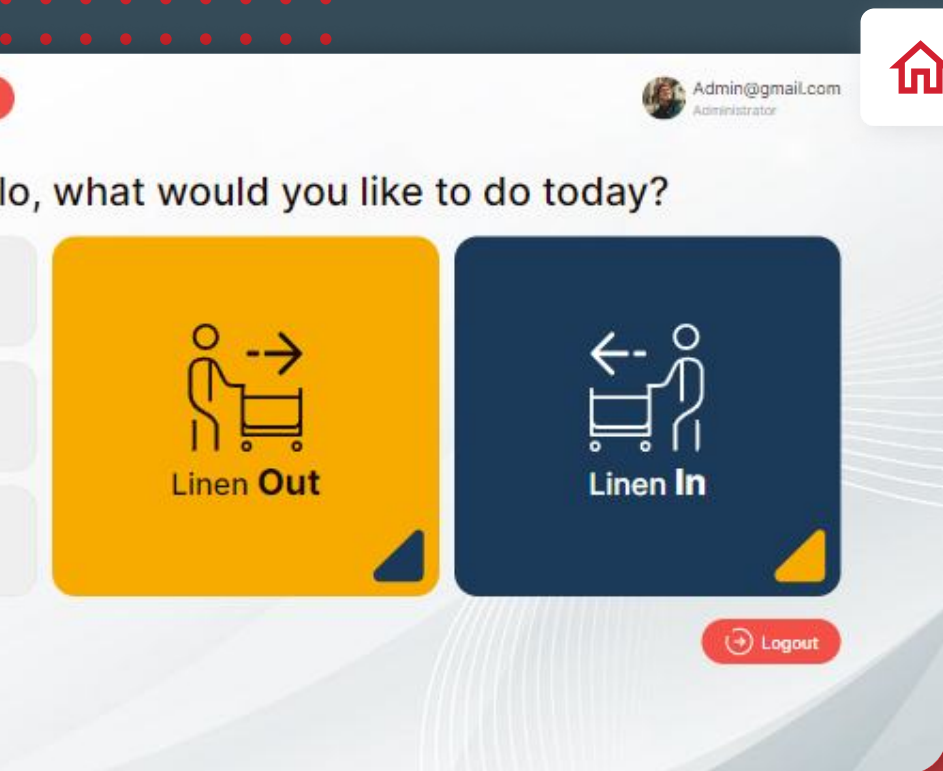 Admin@gmail.com
Administrator
lo, what would you like to do today?
Linen Out
Linen In
Logout